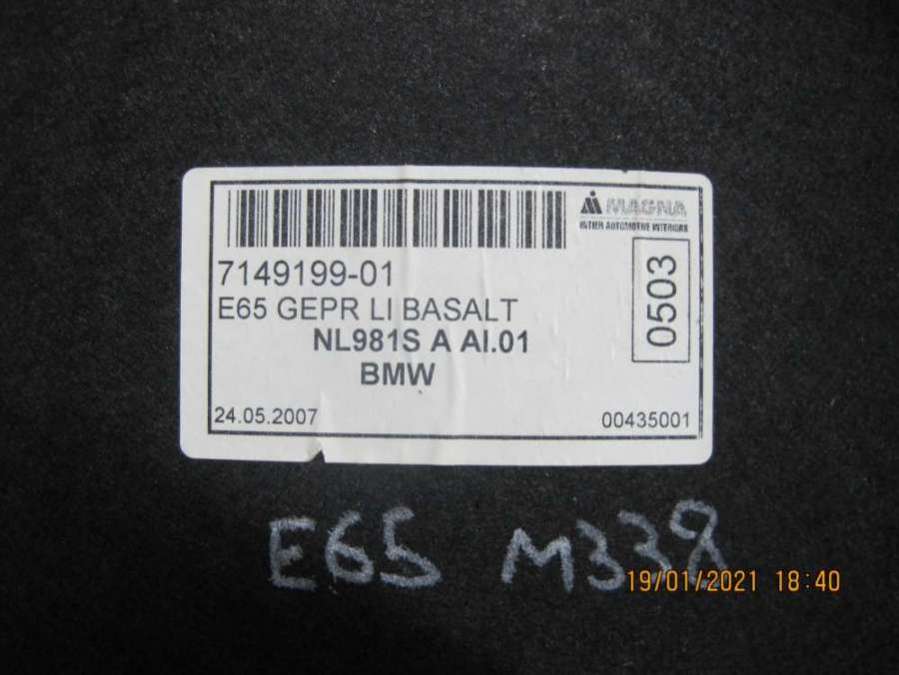 MAGNA
INTIER AUTOMOTIVE INTERIORS
7149199-01
0503
E65 GEPR LI BASALT
NL981S A AI.01
BMW
24.05.2007
00435001
E65 M338
19/01/2021 18:40